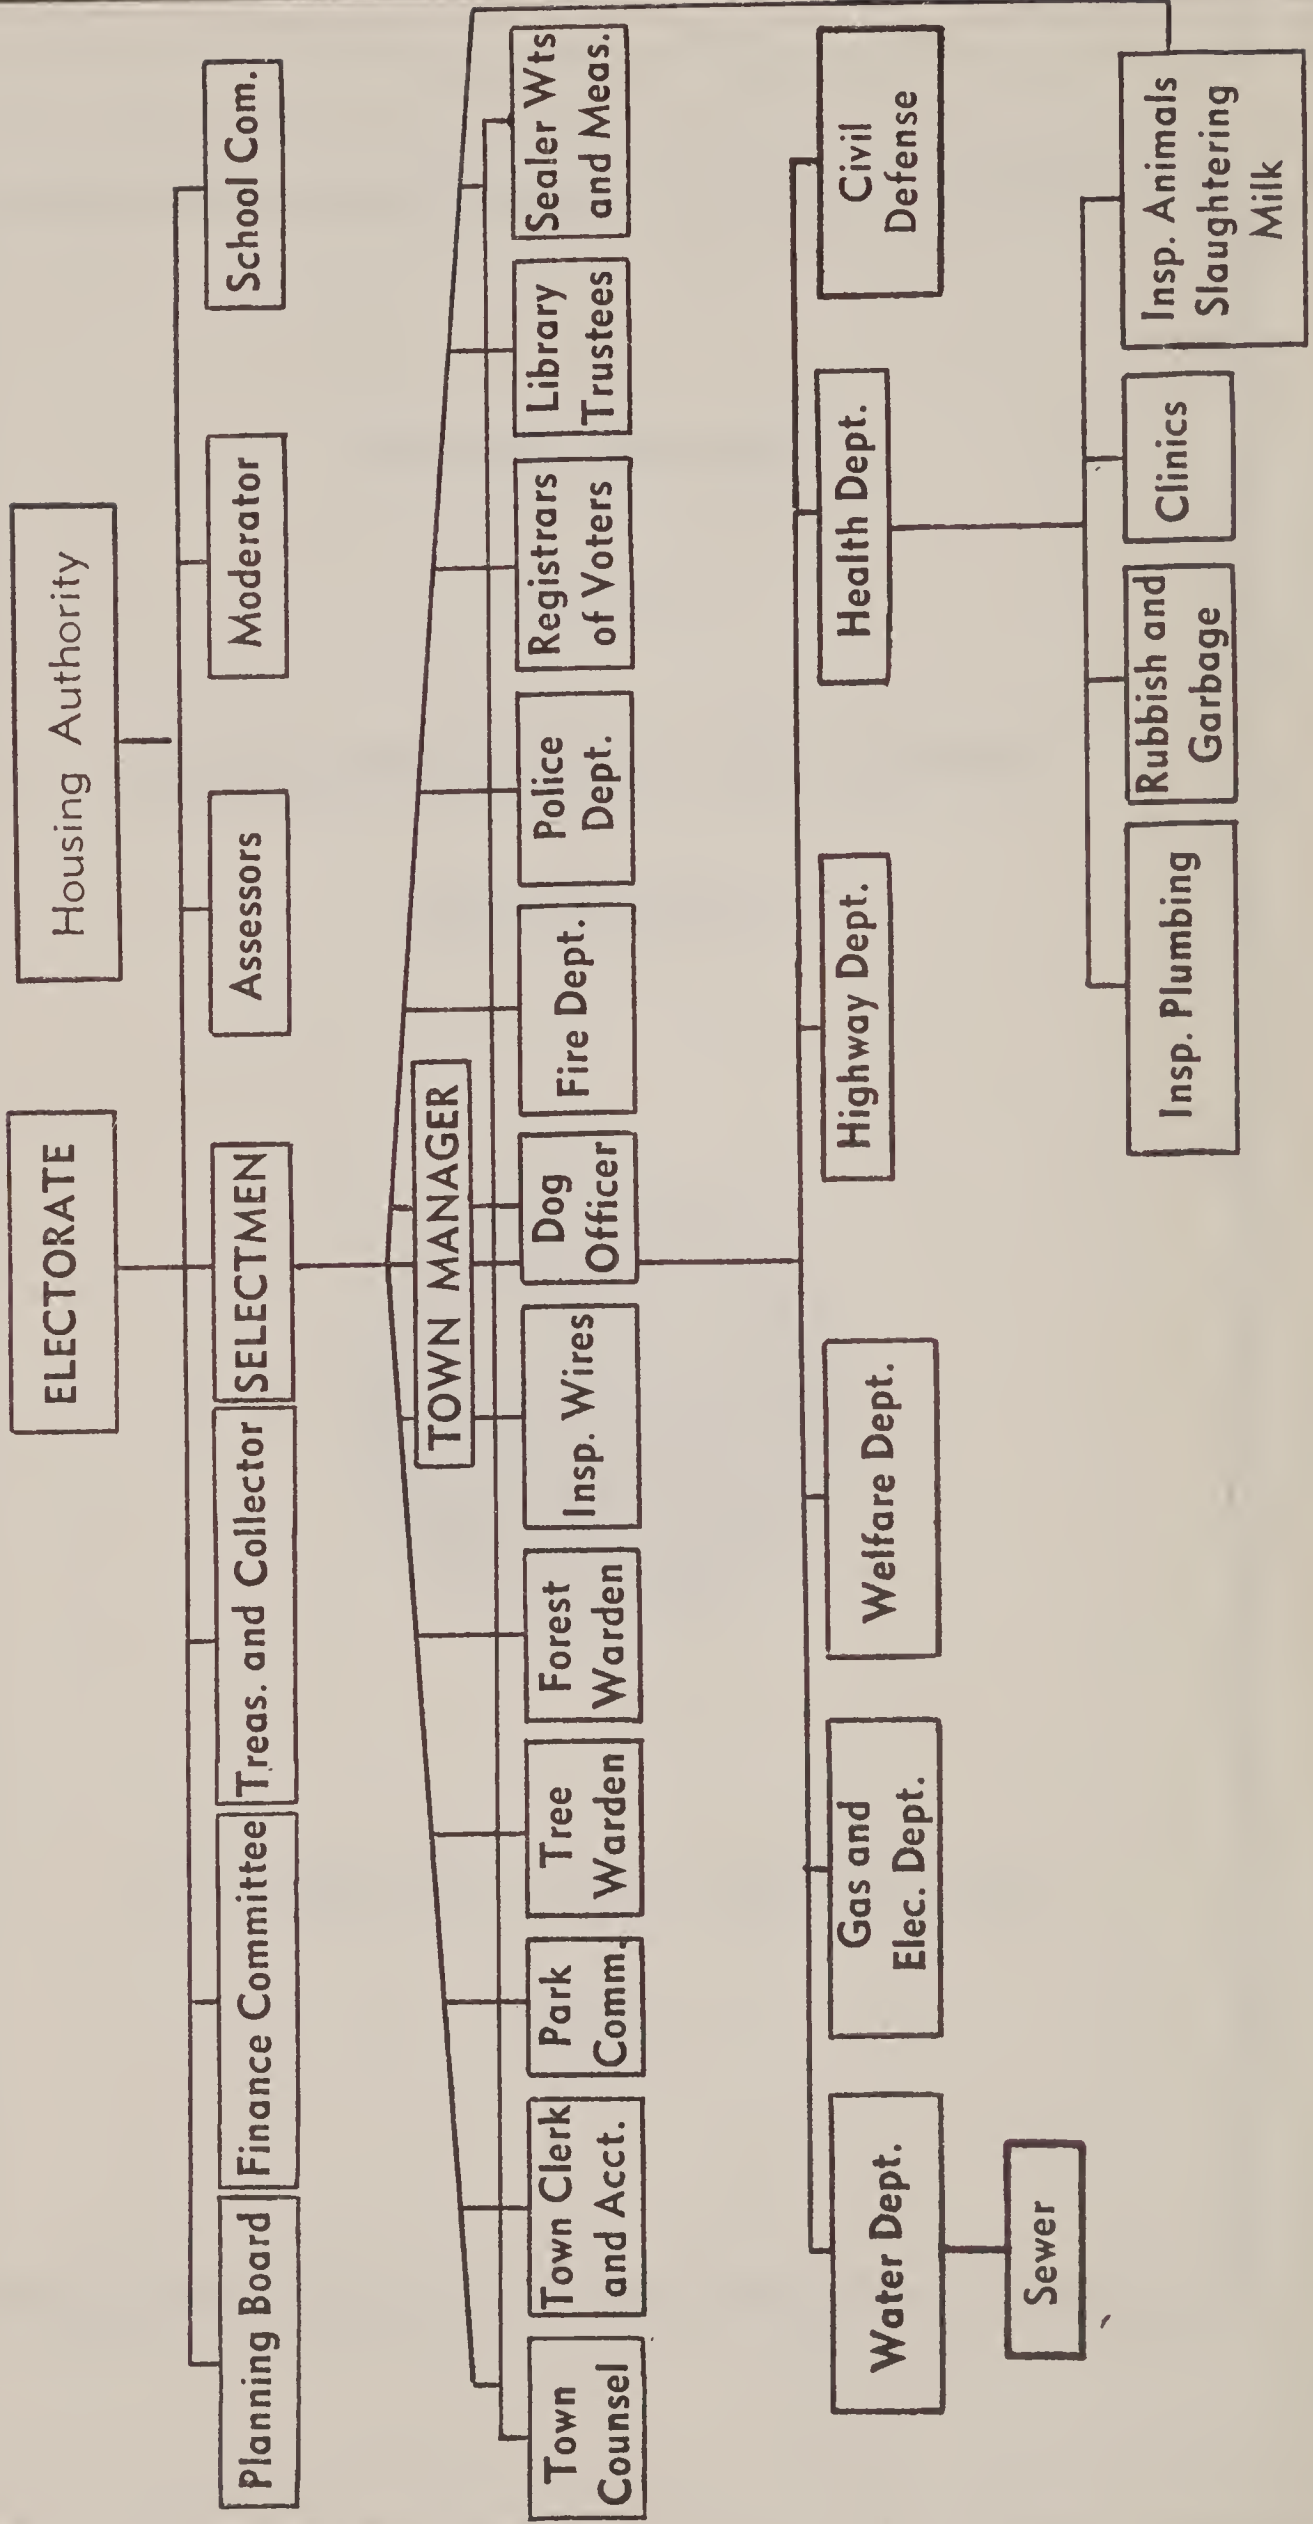 ELECTORATE
Housing Authority
Planning Board
Finance Committee
Treas. and Collector
SELECTMEN
Assessors
Moderator
School Com.
TOWN MANAGER
Town
Counsel
Town Clerk
and Acct.
Park
Comm.
Tree
Warden
Forest
Warden
Insp. Wires
Dog
Officer
Fire Dept.
Police
Dept.
Registrars
of Voters
Library
Trustees
Sealer Wts
and Meas.
Water Dept.
Gas and
Elec. Dept.
Welfare Dept.
Highway Dept.
Health Dept.
Civil
Defense
Sewer
Insp. Plumbing
Rubbish and
Garbage
Clinics
Insp. Animals
Slaughtering
Milk